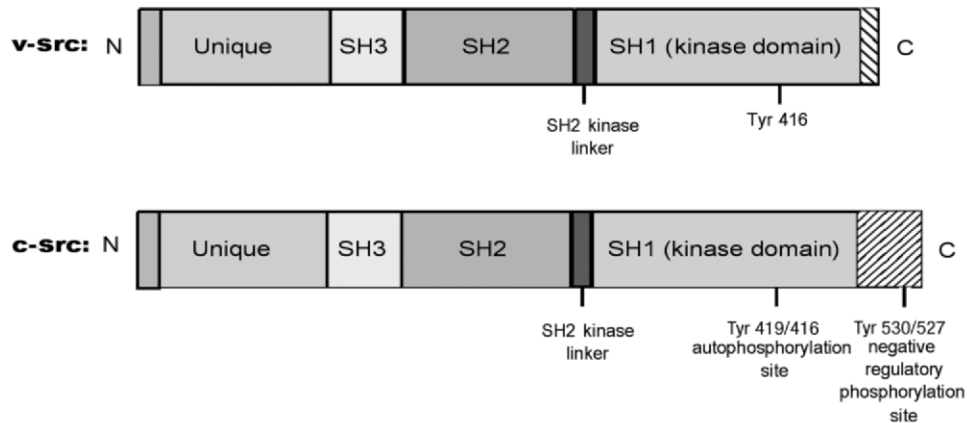 v-src: N Unique SH3 SH2 SH1 (kinase domain) C
SH2 kinase
linker
Tyr 416
c-src: N Unique SH3 SH2 SH1 (kinase domain) C
SH2 kinase
linker
Tyr 419/416
autophosphorylation
site
Tyr 530/527
negative
regulatory
phosphorylation
site